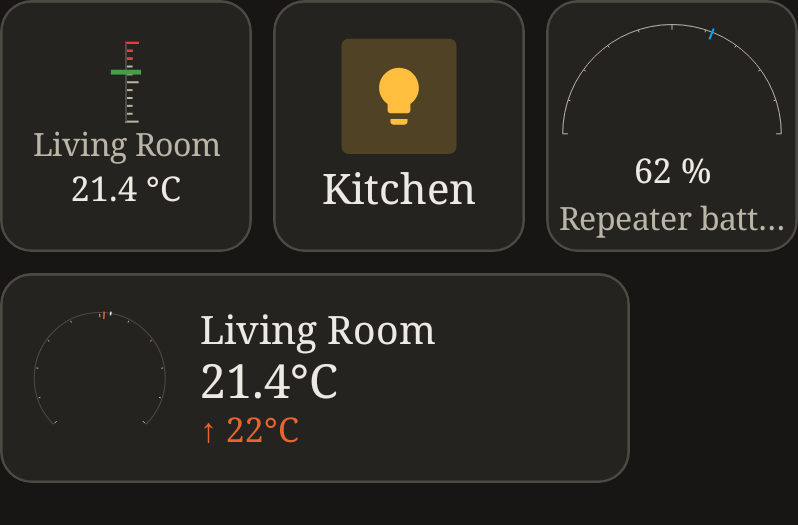 Living Room
21.4 °C
Kitchen
62 %
Repeater batt...
Living Room
21.4°C
↑ 22°C